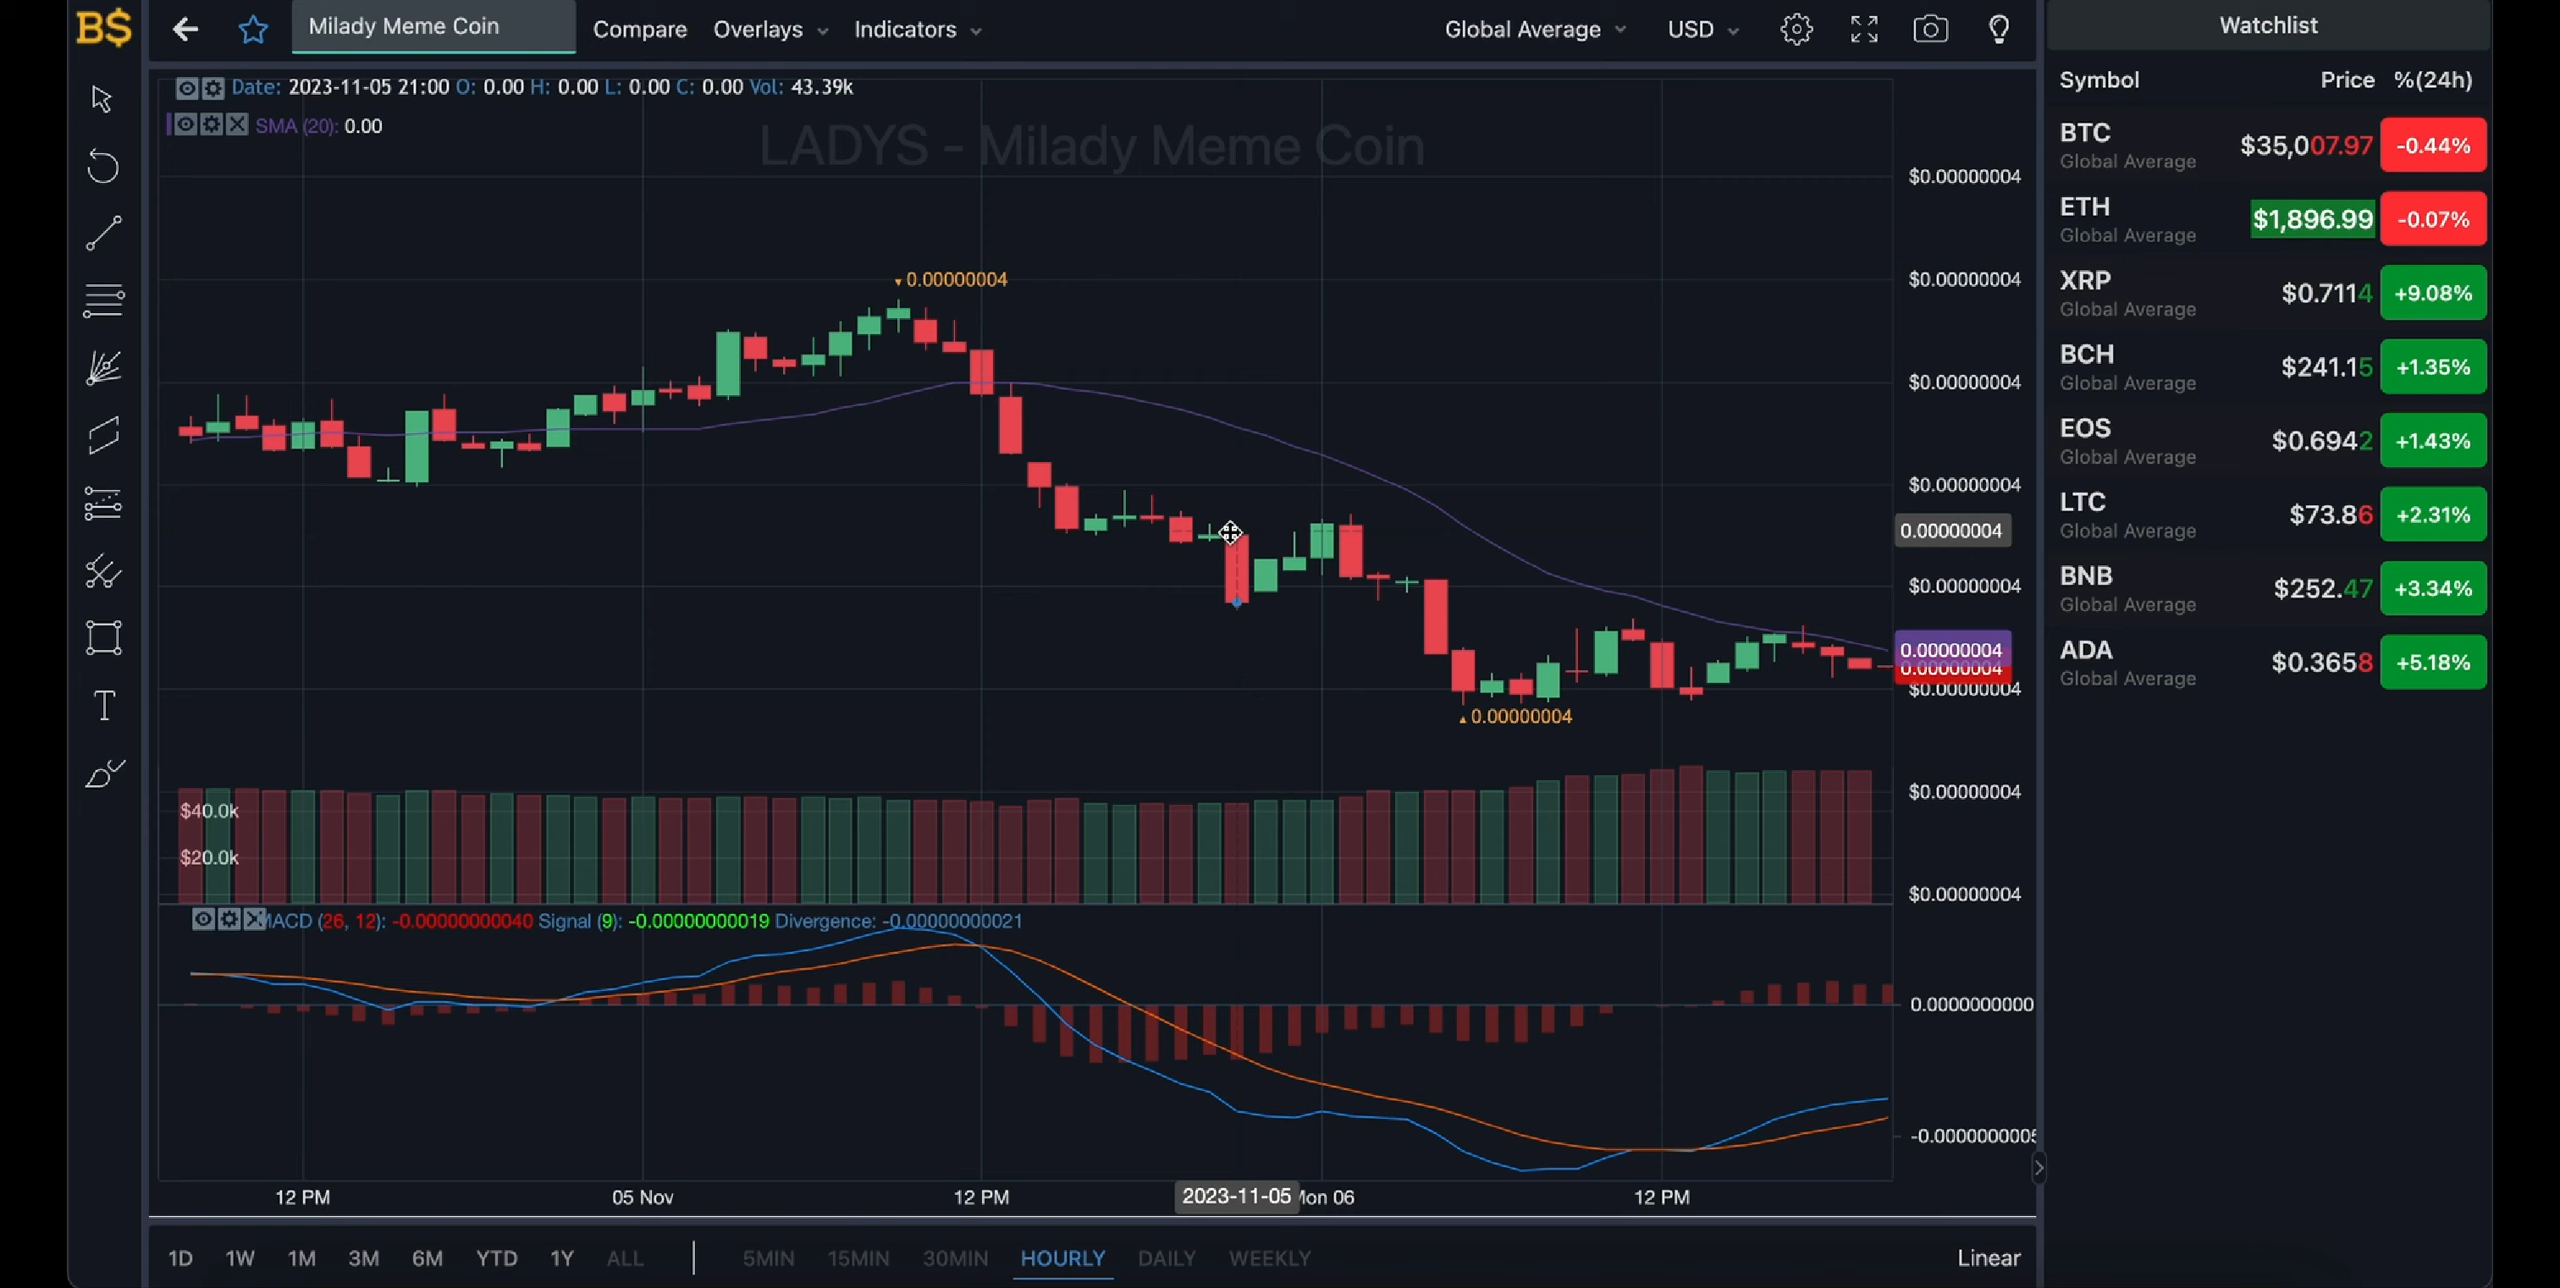 B$
Milady Meme Coin
Compare Overlays Indicators
Global Average USD
Date: 2023-11-05 21:00 O: 0.00 H: 0.00 L: 0.00 C: 0.00 Vol: 43.39k
SMA (20): 0.00
LADYS - Milady Meme Coin
0.00000004
0.00000004
$0.00000004
$0.00000004
$0.00000004
$0.00000004
0.00000004
$0.00000004
0.00000004
0.00000004
$0.00000004
$0.00000004
$0.00000004
$40.0k
$20.0k
MACD (26, 12): -0.00000000040 Signal (9): -0.00000000019 Divergence: -0.00000000021
0.0000000000
-0.0000000005
12 PM 05 Nov 12 PM 2023-11-05 Mon 06 12 PM
1D 1W 1M 3M 6M YTD 1Y ALL 5MIN 15MIN 30MIN HOURLY DAILY WEEKLY Linear
Watchlist
Symbol Price %(24h)
BTC $35,007.97 -0.44%
Global Average
ETH $1,896.99 -0.07%
Global Average
XRP $0.7114 +9.08%
Global Average
BCH $241.15 +1.35%
Global Average
EOS $0.6942 +1.43%
Global Average
LTC $73.86 +2.31%
Global Average
BNB $252.47 +3.34%
Global Average
ADA $0.3658 +5.18%
Global Average